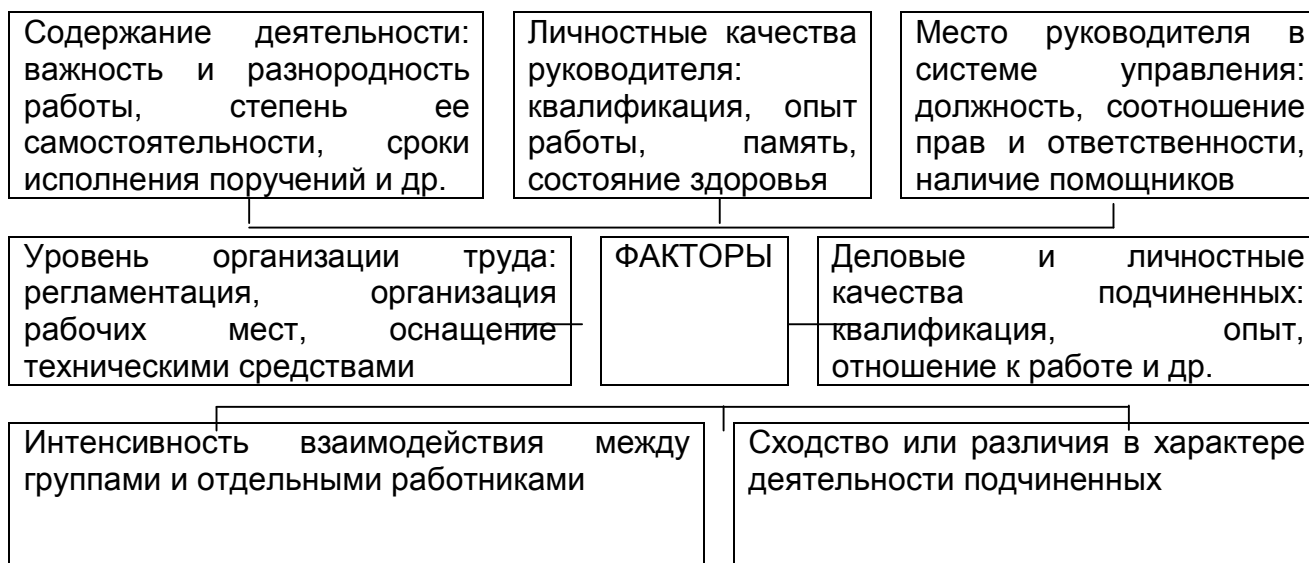 Содержание деятельности:
важность и разнородность
работы, степень ее
самостоятельности, сроки
исполнения поручений и др.
Личностные качества
руководителя:
квалификация, опыт
работы, память,
состояние здоровья
Место руководителя в
системе управления:
должность, соотношение
прав и ответственности,
наличие помощников
Уровень организации труда:
регламентация, организация
рабочих мест, оснащение
техническими средствами
ФАКТОРЫ
Деловые и личностные
качества подчиненных:
квалификация, опыт,
отношение к работе и др.
Интенсивность взаимодействия между
группами и отдельными работниками
Сходство или различия в характере
деятельности подчиненных